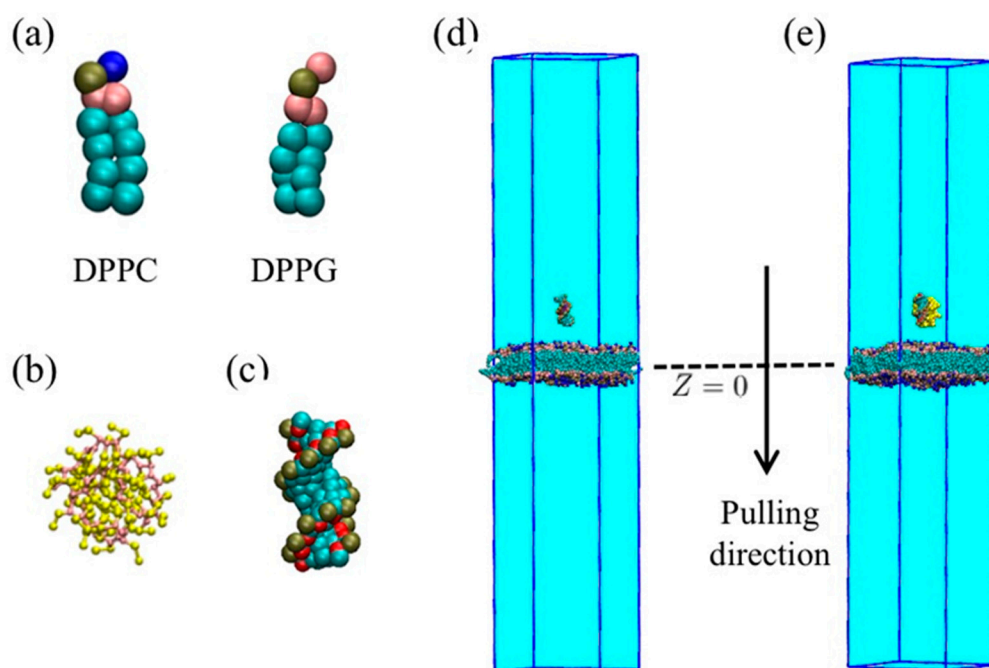 (a)
DPPC
DPPG
(b)
(c)
(d)
(e)
Z = 0
Pulling
direction